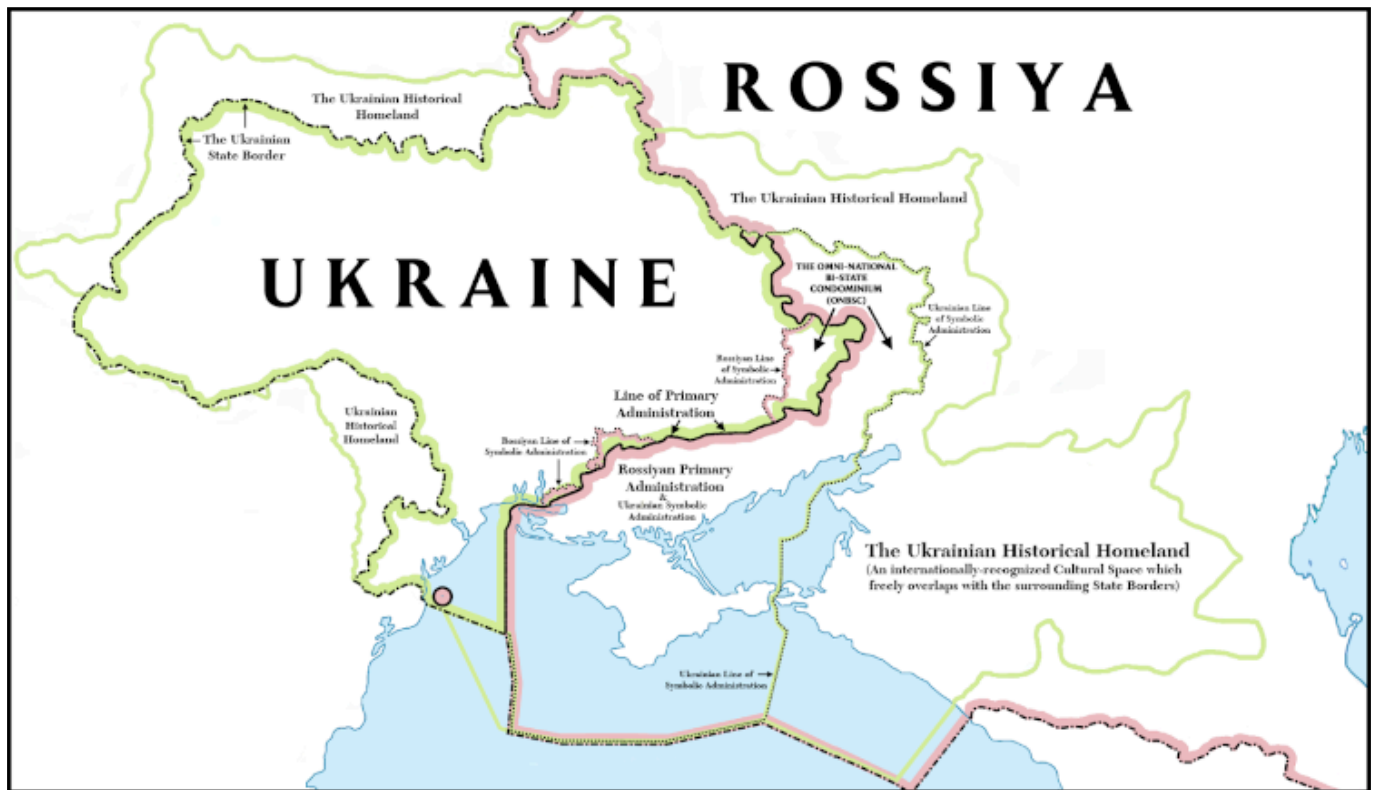 ROSSIYA
The Ukrainian Historical
Homeland
The Ukrainian
State Border
The Ukrainian Historical Homeland
UKRAINE
THE OMNI-NATIONAL
BI-STATE
CONDOMINIUM
(ONBSC)
Ukrainian Line
of Symbolic
Administration
Rossiyan Line
of Symbolic
Administration
Line of Primary
Administration
Ukrainian
Historical
Homeland
Rossiyan Line of
Symbolic Administration
Rossiyan Primary
Administration
&
Ukrainian Symbolic
Administration
The Ukrainian Historical Homeland
(An internationally-recognized Cultural Space which
freely overlaps with the surrounding State Borders)
Ukrainian Line of
Symbolic Administration